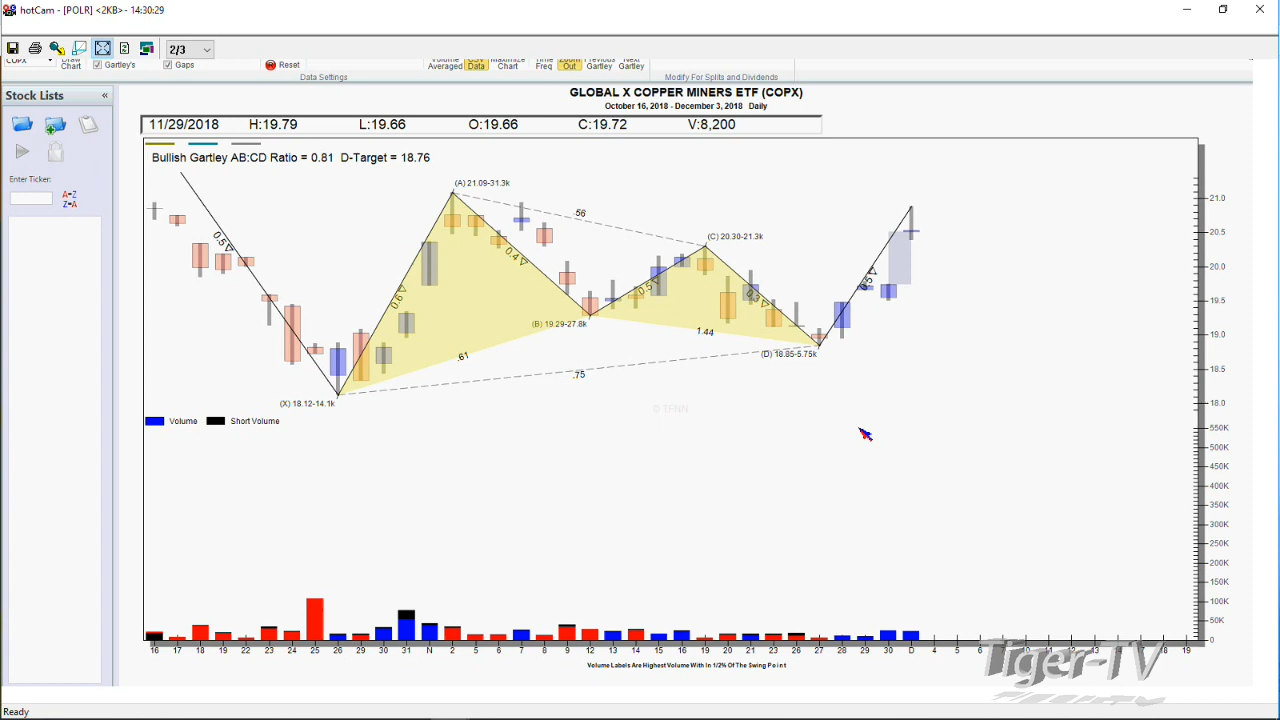 hotCam - [POLR] <2KB> - 14:30:29
2/3
COPX
Draw Chart
Gartley's
Gaps
Reset
Data Settings
Volume Averaged
CSV Data
Maximize Chart
Time Freq
Zoom Out
Previous Gartley
Next Gartley
Modify For Splits and Dividends
Stock Lists «
Enter Ticker:
A-Z
Z-A
GLOBAL X COPPER MINERS ETF (COPX)
October 16, 2018 - December 3, 2018 Daily
11/29/2018 H:19.79 L:19.66 O:19.66 C:19.72 V:8,200
Bullish Gartley AB:CD Ratio = 0.81 D-Target = 18.76
(A) 21.09-31.3k
.56
(C) 20.30-21.3k
0.5
0.4
0.6
0.5
0.3
0.5
(B) 19.29-27.8k
1.44
(D) 18.85-5.75k
.61
.75
(X) 18.12-14.1k
© TFNN
21.0
20.5
20.0
19.5
19.0
18.5
18.0
Volume
Short Volume
550K
500K
450K
400K
350K
300K
250K
200K
150K
100K
50K
0
16 17 18 19 22 23 24 25 26 29 30 31 N 2 5 6 7 8 9 12 13 14 15 16 19 20 21 23 26 27 28 29 30 D 4 5 6 7 10 11 12 13 14 17 18 19
Volume Labels Are Highest Volume With In 1/2% Of The Swing Point
Tiger-TV
Ready